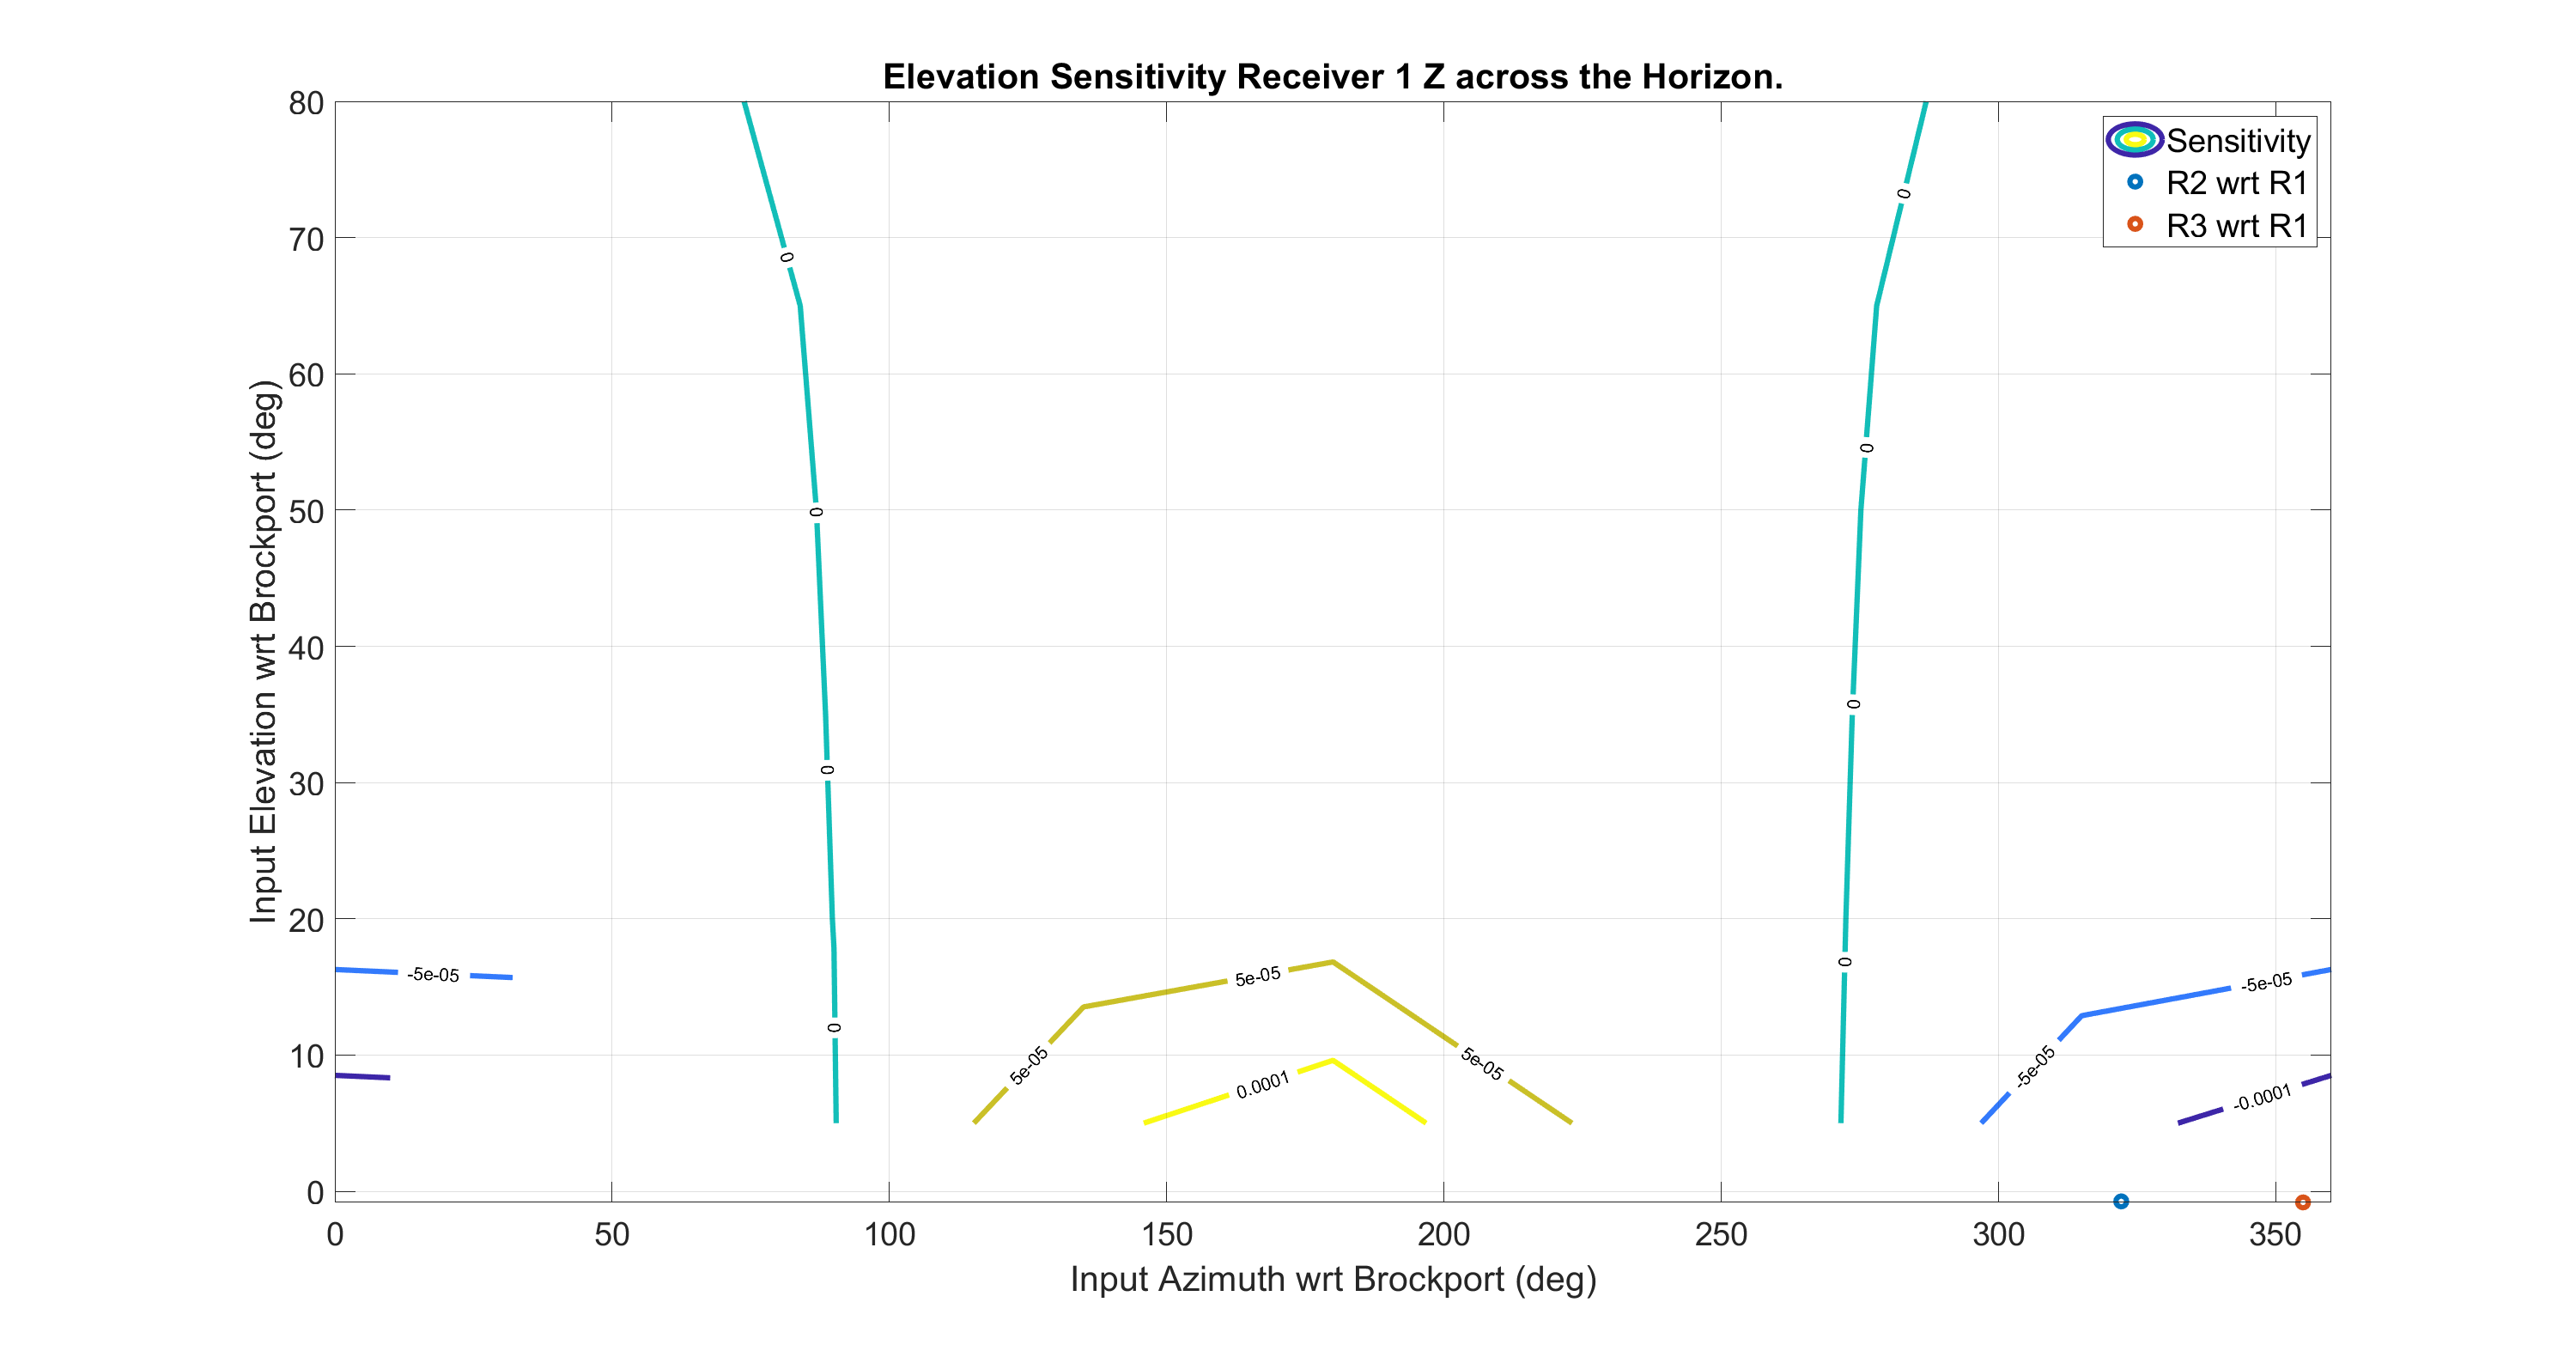 Elevation Sensitivity Receiver 1 Z across the Horizon.
Sensitivity
R2 wrt R1
R3 wrt R1
Input Elevation wrt Brockport (deg)
80
70
60
50
40
30
20
10
0
0
0
0
0
0
0
0
0
0
-5e-05
5e-05
5e-05
5e-05
0.0001
-5e-05
-5e-05
-0.0001
0
50
100
150
200
250
300
350
Input Azimuth wrt Brockport (deg)